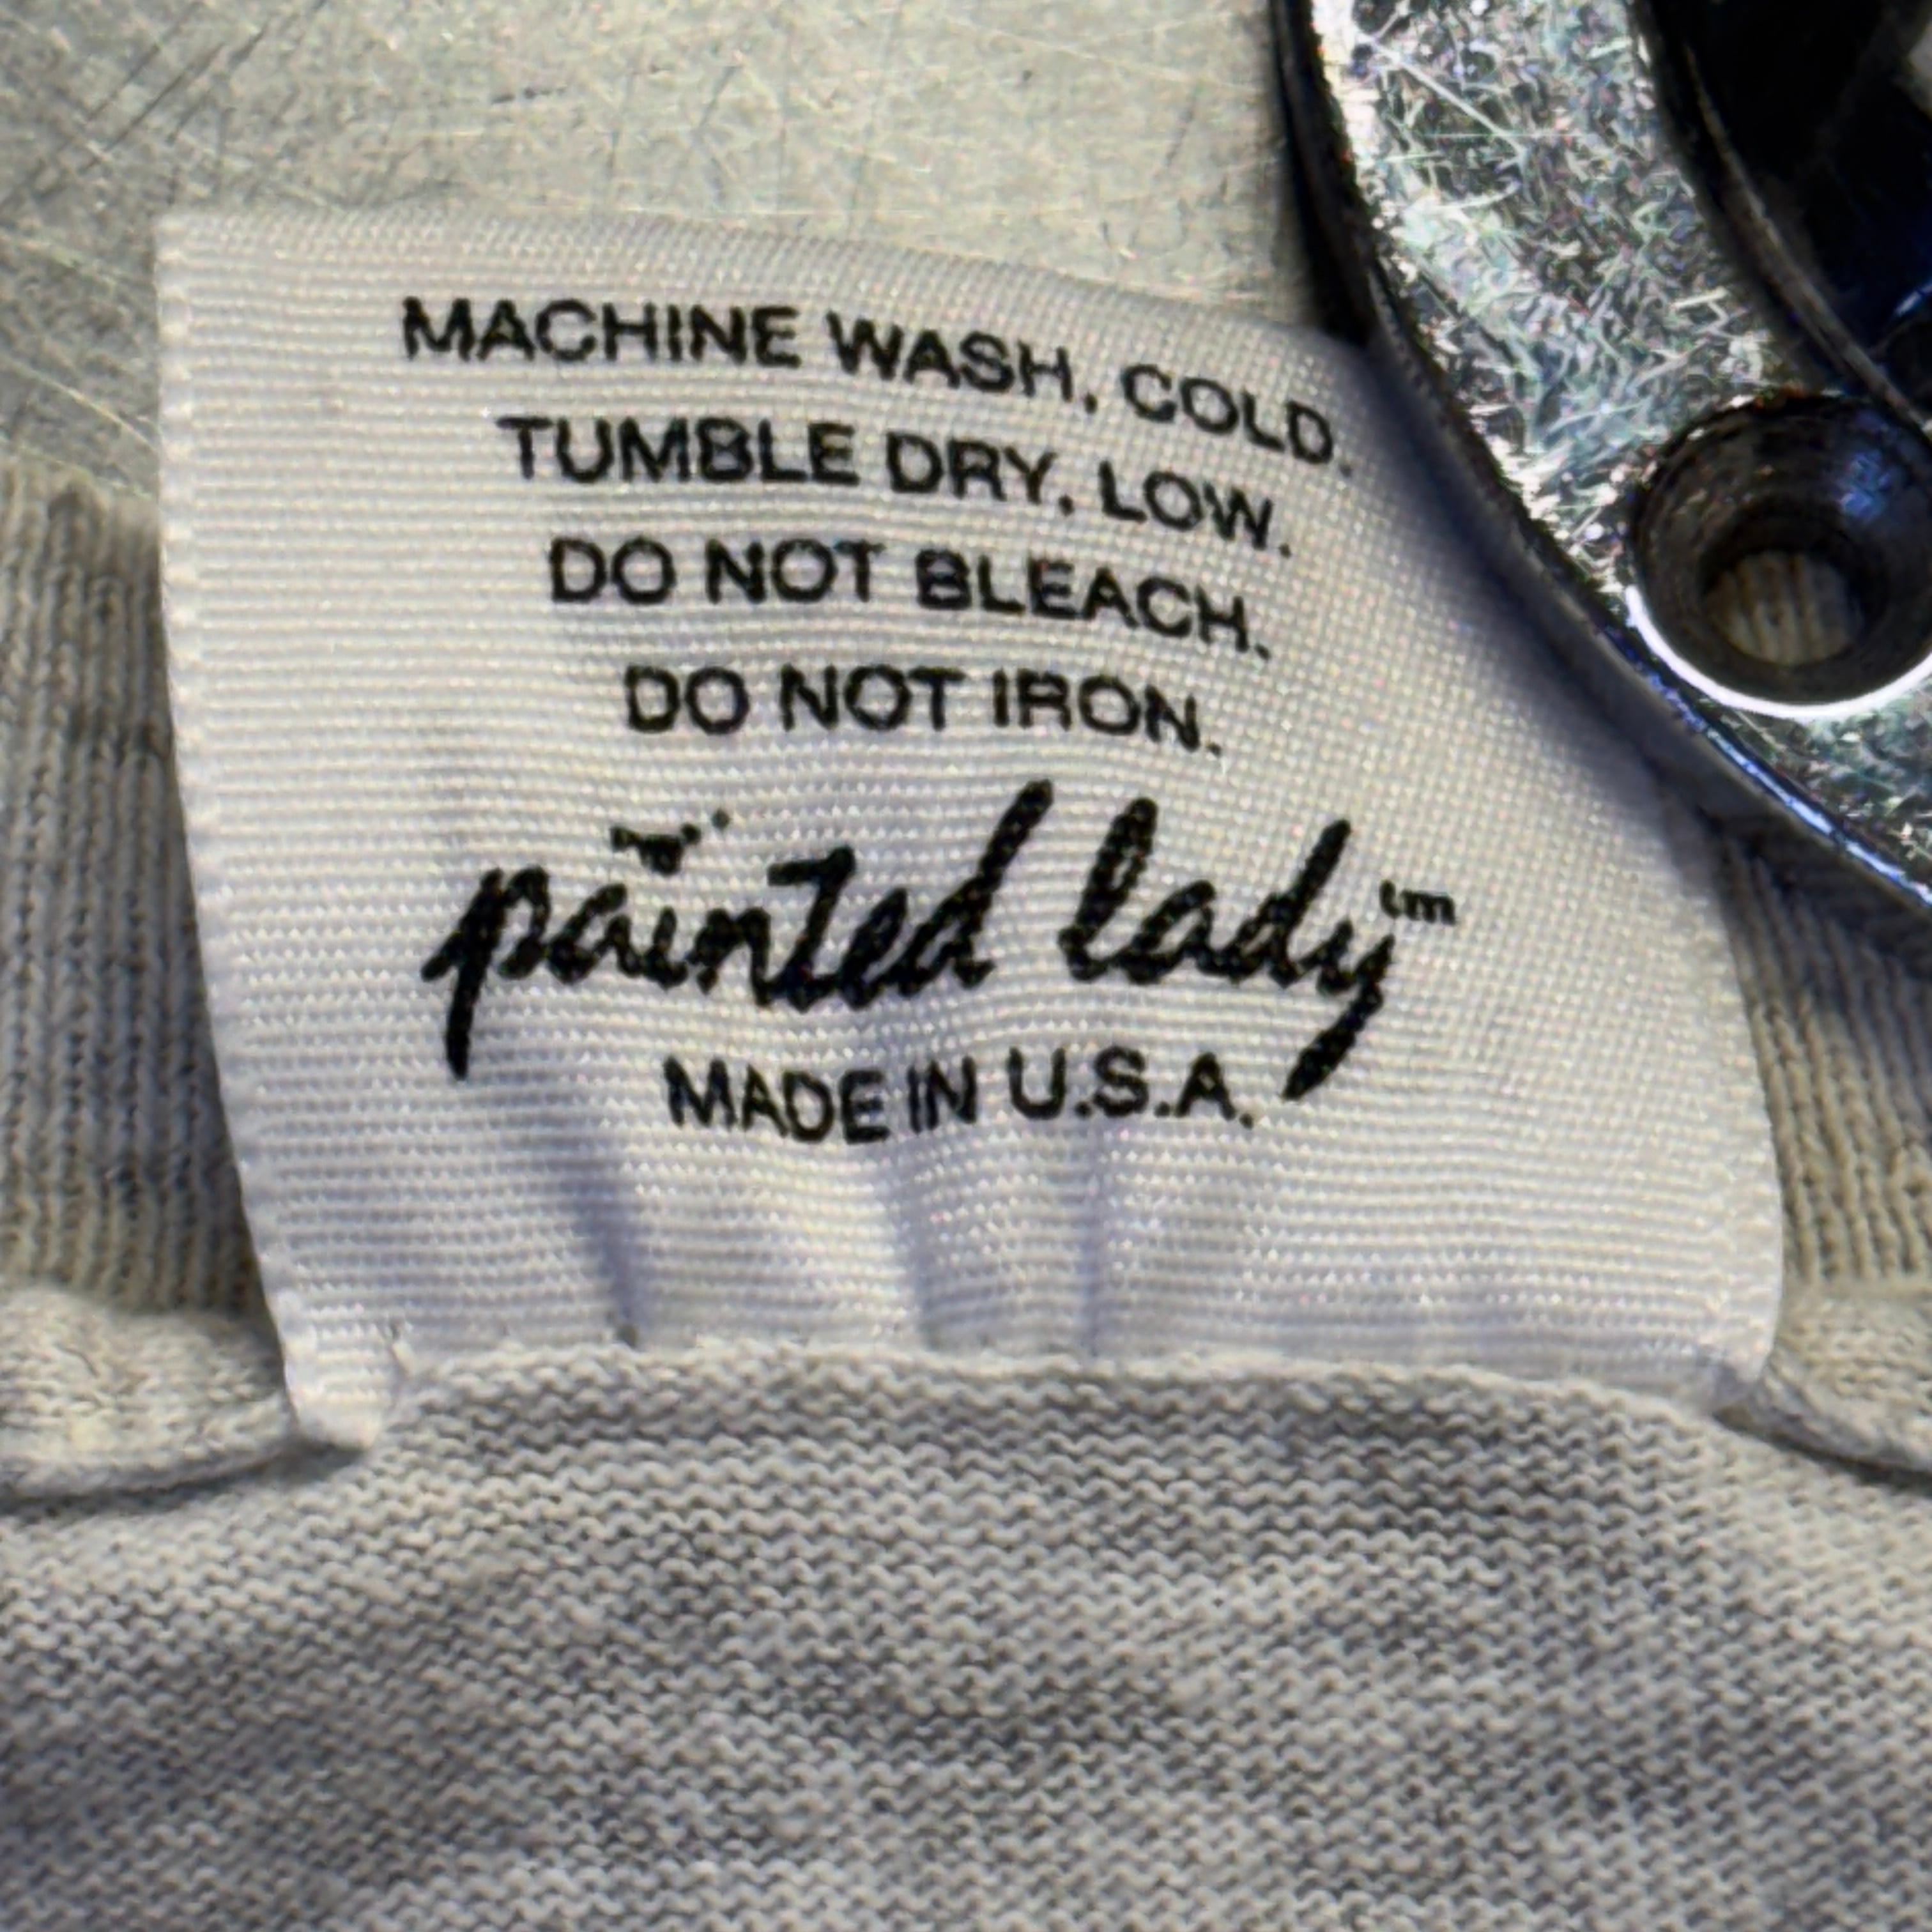 MACHINE WASH, COLD.
TUMBLE DRY, LOW.
DO NOT BLEACH.
DO NOT IRON.
painted lady™
MADE IN U.S.A.